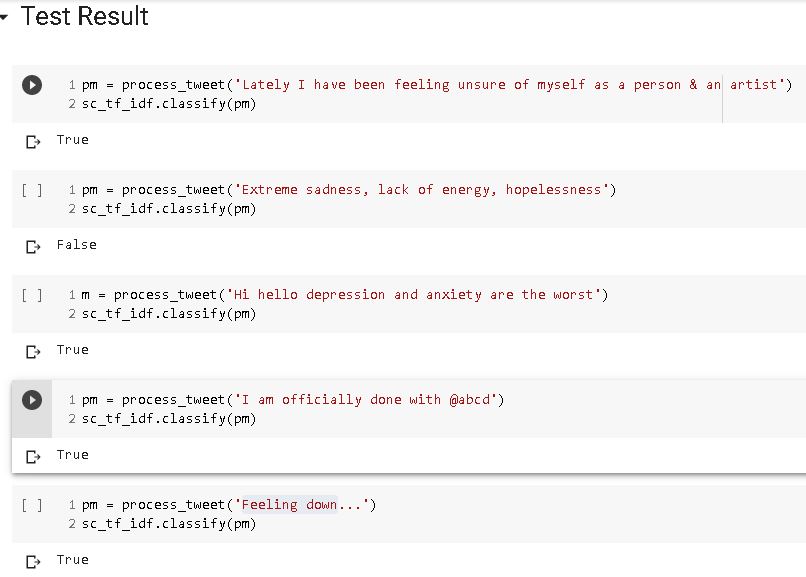 Test Result
1 pm = process_tweet('Lately I have been feeling unsure of myself as a person & an artist')
2 sc_tf_idf.classify(pm)
True
[ ] 1 pm = process_tweet('Extreme sadness, lack of energy, hopelessness')
2 sc_tf_idf.classify(pm)
False
[ ] 1 m = process_tweet('Hi hello depression and anxiety are the worst')
2 sc_tf_idf.classify(pm)
True
1 pm = process_tweet('I am officially done with @abcd')
2 sc_tf_idf.classify(pm)
True
[ ] 1 pm = process_tweet('Feeling down...')
2 sc_tf_idf.classify(pm)
True